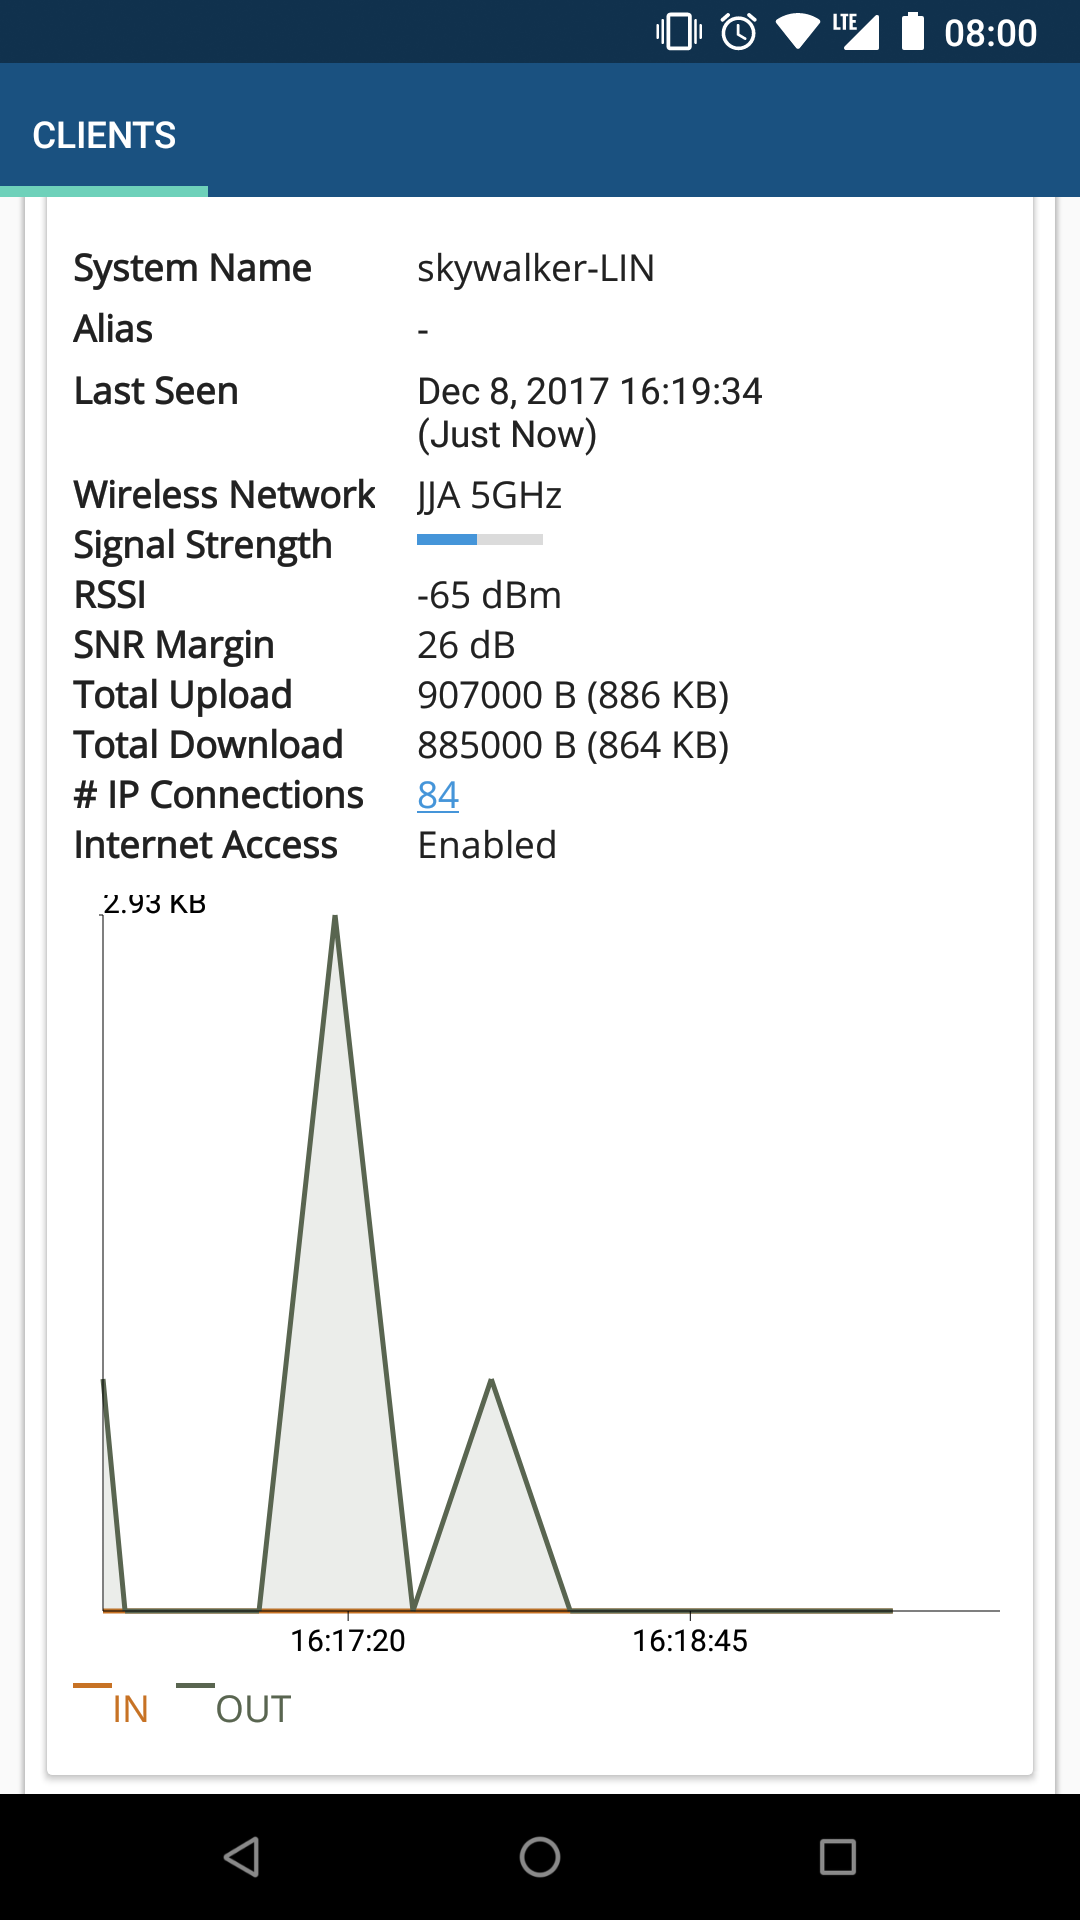 LTE 08:00
CLIENTS
System Name skywalker-LIN
Alias -
Last Seen Dec 8, 2017 16:19:34
(Just Now)
Wireless Network JJA 5GHz
Signal Strength
RSSI -65 dBm
SNR Margin 26 dB
Total Upload 907000 B (886 KB)
Total Download 885000 B (864 KB)
# IP Connections 84
Internet Access Enabled
2.93 KB
16:17:20 16:18:45
IN OUT